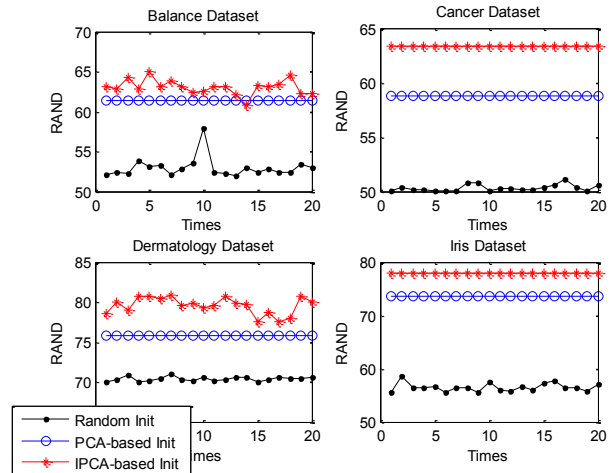 Balance Dataset
70
65
60
55
50
RAND
0
5
10
15
20
Times
Cancer Dataset
65
60
55
50
RAND
0
5
10
15
20
Times
Dermatology Dataset
85
80
75
70
RAND
15
20
Iris Dataset
80
70
60
50
RAND
0
5
10
15
20
Times
Random Init
PCA-based Init
IPCA-based Init